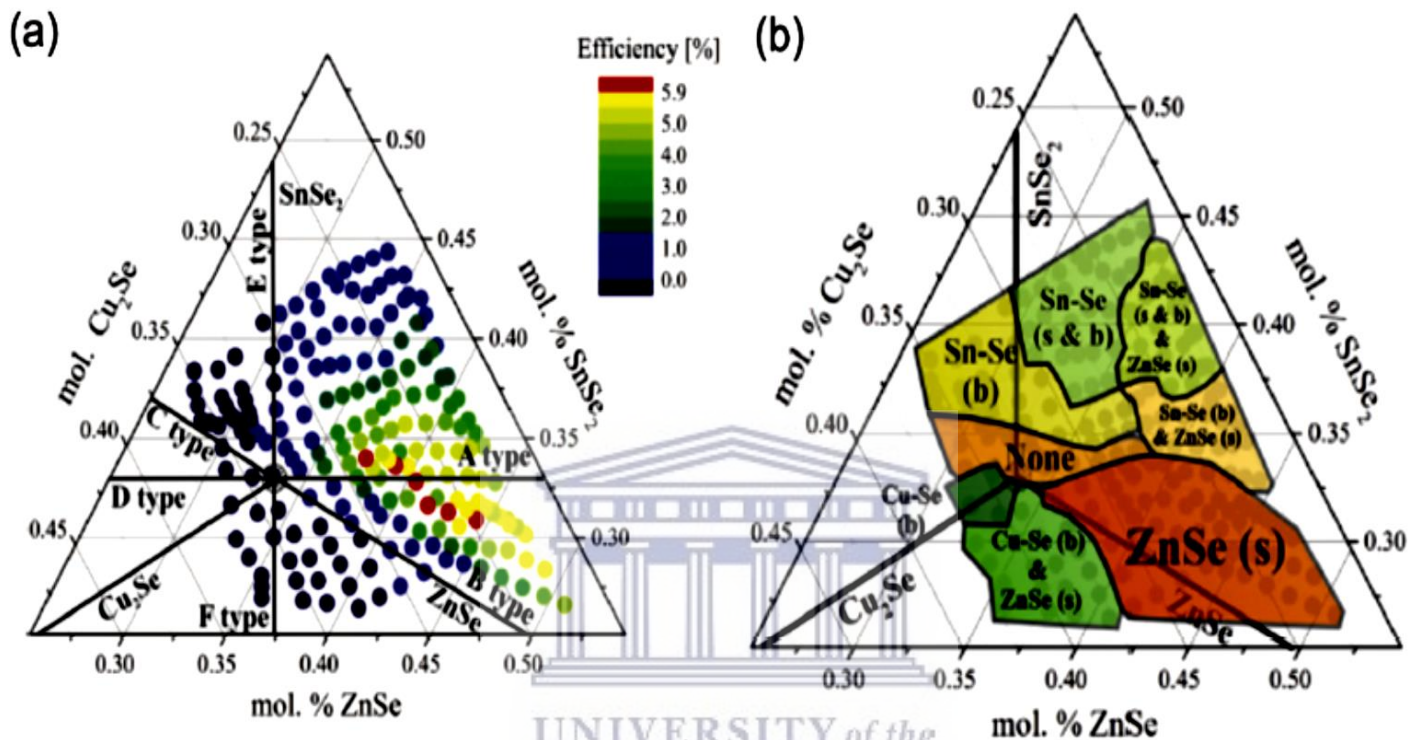 (a)
Efficiency [%]
5.9
5.0
4.0
3.0
2.0
1.0
0.0
0.25
0.30
0.35
0.40
0.45
mol. Cu₂Se
0.50
0.45
0.40
0.35
0.30
mol. % SnSe₂
SnSe₂
E type
C type
D type
A type
B type
F type
Cu₂Se
ZnSe
0.30
0.35
0.40
0.45
0.50
mol. % ZnSe
(b)
0.25
0.30
0.35
0.40
0.45
mol. % Cu₂Se
0.50
0.45
0.40
0.35
0.30
mol. % SnSe₂
SnSe₂
Sn-Se
(s & b)
Sn-Se
(s & b)
&
ZnSe (s)
Sn-Se
(b)
Sn-Se (b)
& ZnSe (s)
None
Cu-Se
(b)
Cu-Se (b)
&
ZnSe (s)
ZnSe (s)
Cu₂Se
ZnSe
0.30
0.35
0.40
0.45
0.50
mol. % ZnSe
UNIVERSITY of the